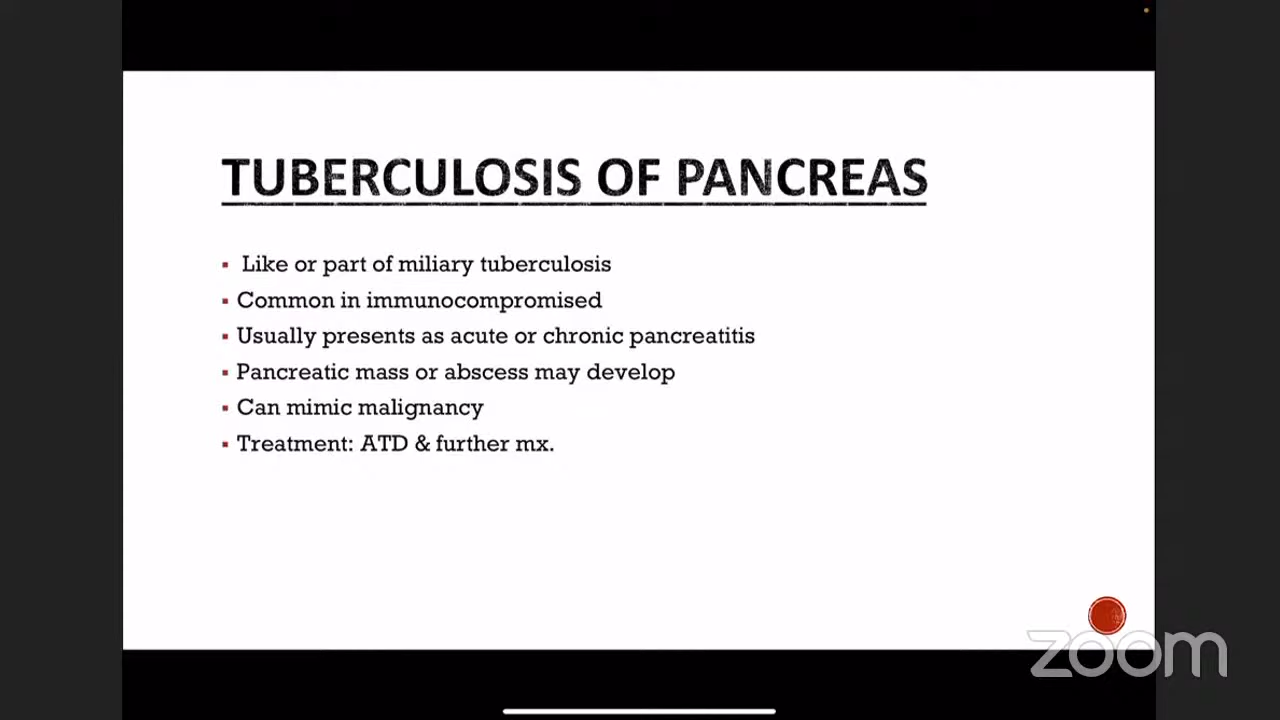 TUBERCULOSIS OF PANCREAS
▪ Like or part of miliary tuberculosis
▪ Common in immunocompromised
▪ Usually presents as acute or chronic pancreatitis
▪ Pancreatic mass or abscess may develop
▪ Can mimic malignancy
▪ Treatment: ATD & further mx.
zoom